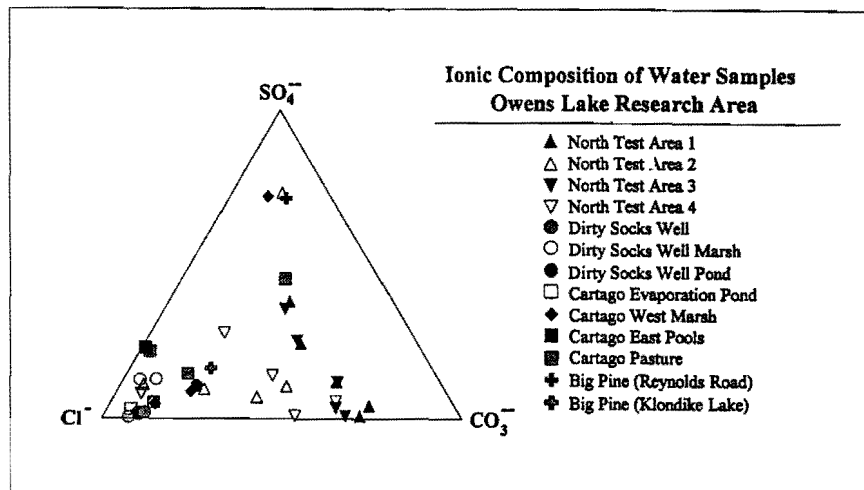 Ionic Composition of Water Samples
Owens Lake Research Area
SO₄⁻⁻
Cl⁻
CO₃⁻⁻
North Test Area 1
North Test Area 2
North Test Area 3
North Test Area 4
Dirty Socks Well
Dirty Socks Well Marsh
Dirty Socks Well Pond
Cartago Evaporation Pond
Cartago West Marsh
Cartago East Pools
Cartago Pasture
Big Pine (Reynolds Road)
Big Pine (Klondike Lake)